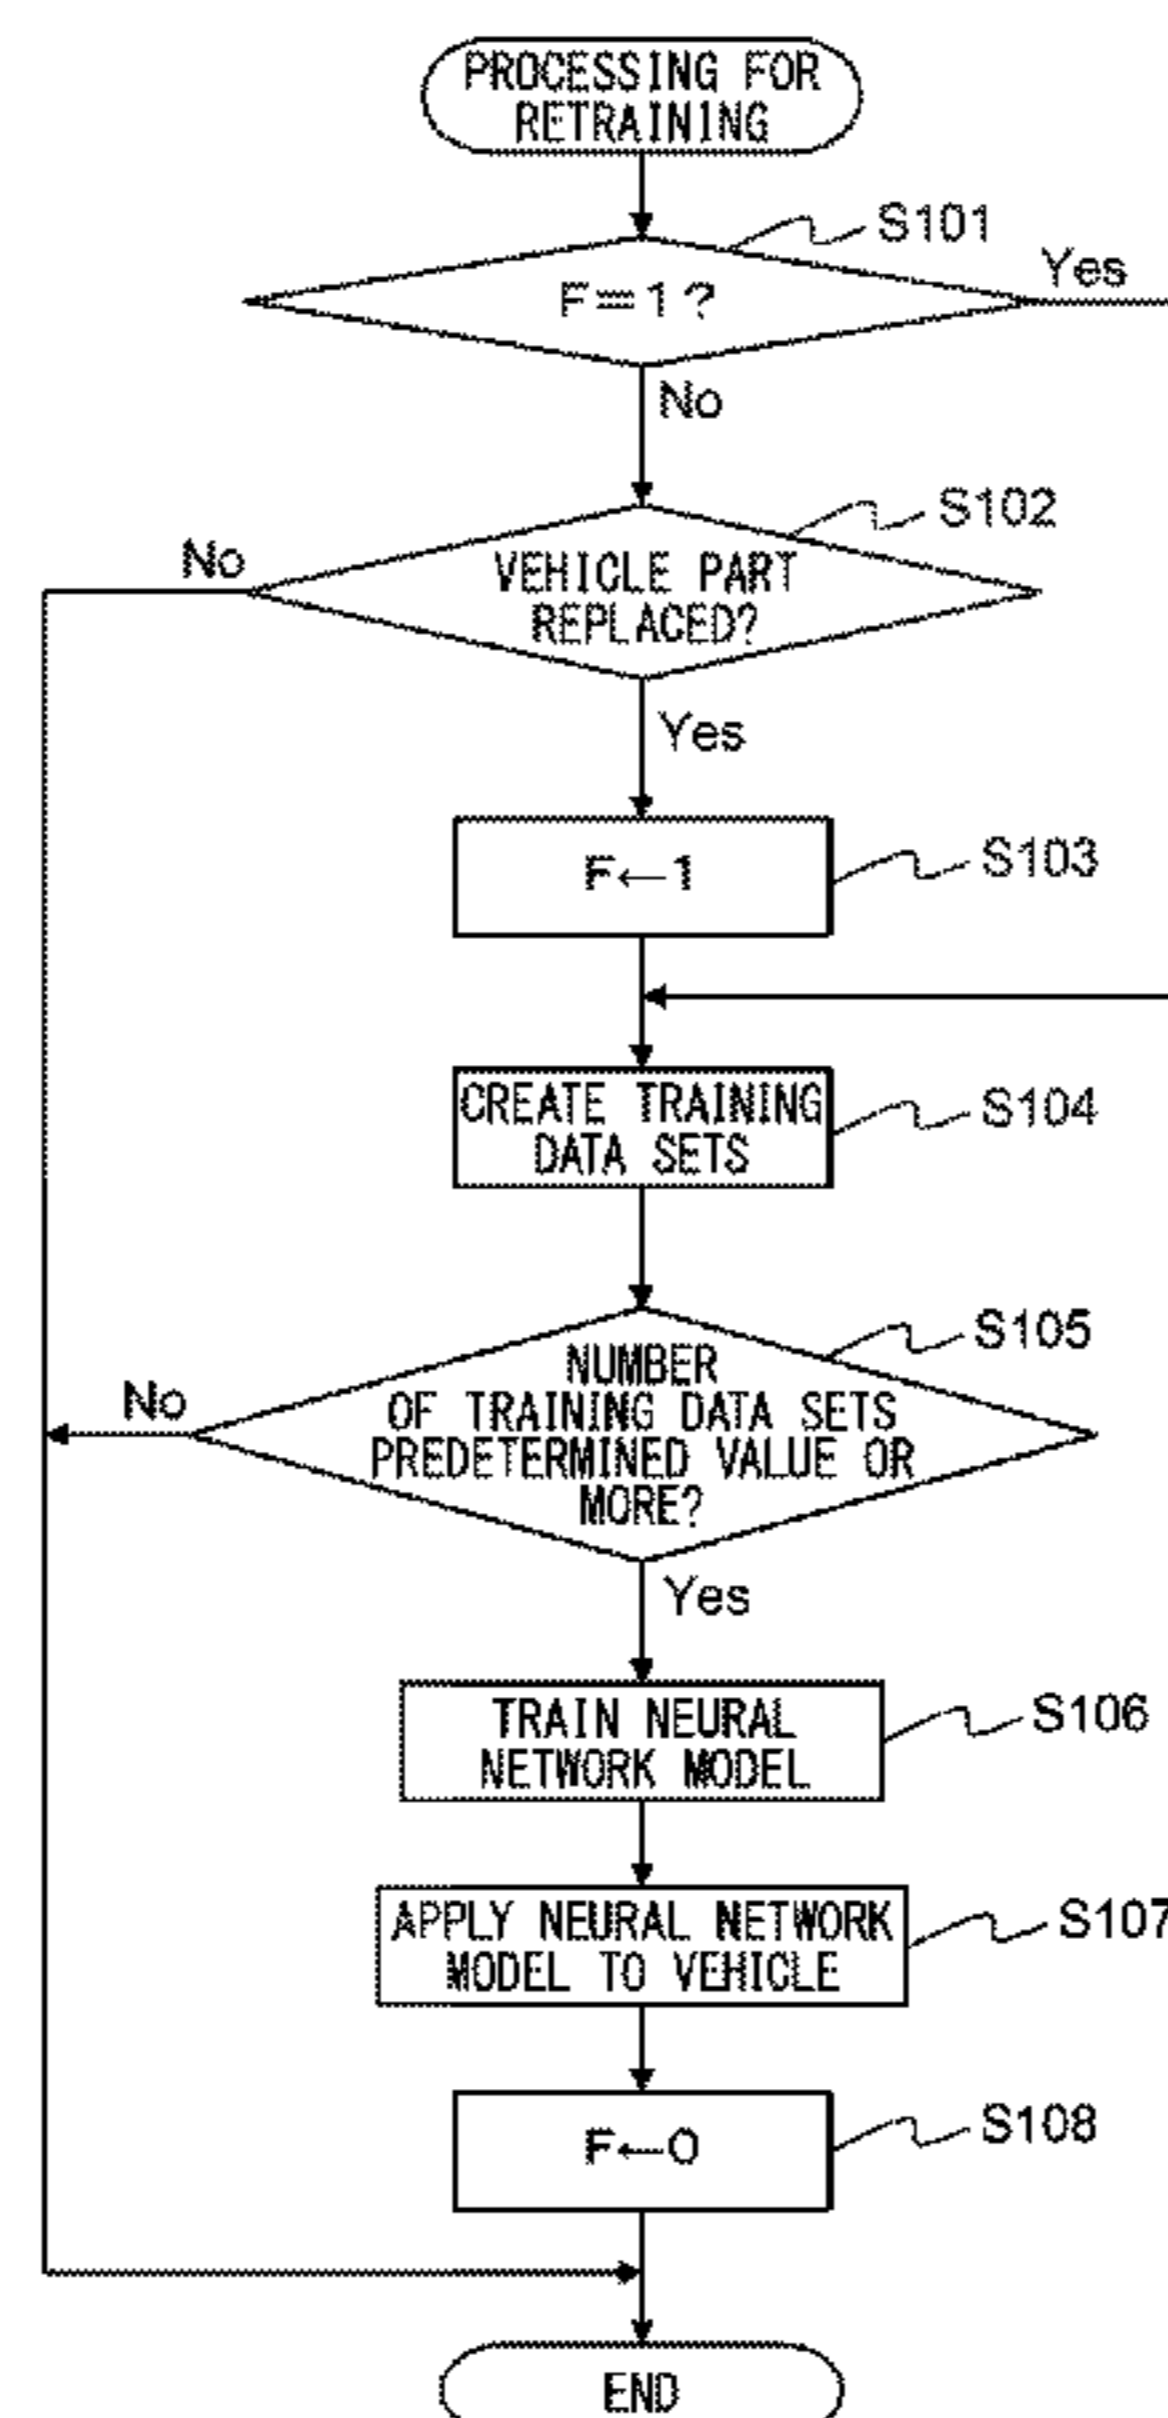 PROCESSING FOR
RETRAINING
S101
F=1?
Yes
No
S102
No
VEHICLE PART
REPLACED?
Yes
F←1
S103
CREATE TRAINING
DATA SETS
S104
S105
NUMBER
OF TRAINING DATA SETS
PREDETERMINED VALUE OR
MORE?
No
Yes
TRAIN NEURAL
NETWORK MODEL
S106
APPLY NEURAL NETWORK
MODEL TO VEHICLE
S107
F←0
S108
END